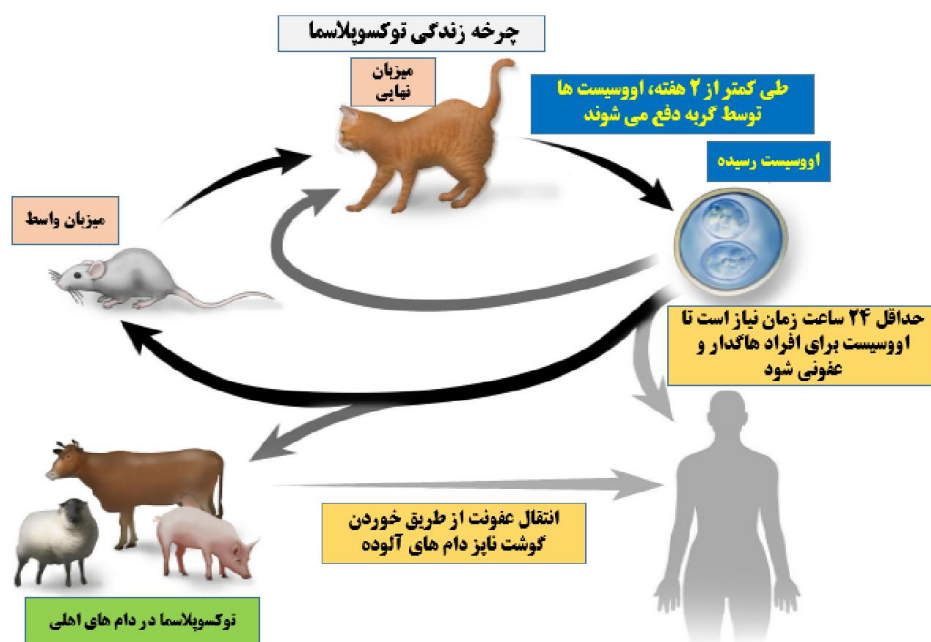 چرخه زندگی توکسوپلاسما
میزبان
نهایی
طی کمتر از ۲ هفته، اووسیست ها
توسط گربه دفع می شوند
اووسیست رسیده
میزبان واسط
حداقل ۲۴ ساعت زمان نیاز است تا
اووسیست برای افراد هاگدار و
عفونی شود
انتقال عفونت از طریق خوردن
گوشت ناپز دام های آلوده
توکسوپلاسما در دام های اهلی